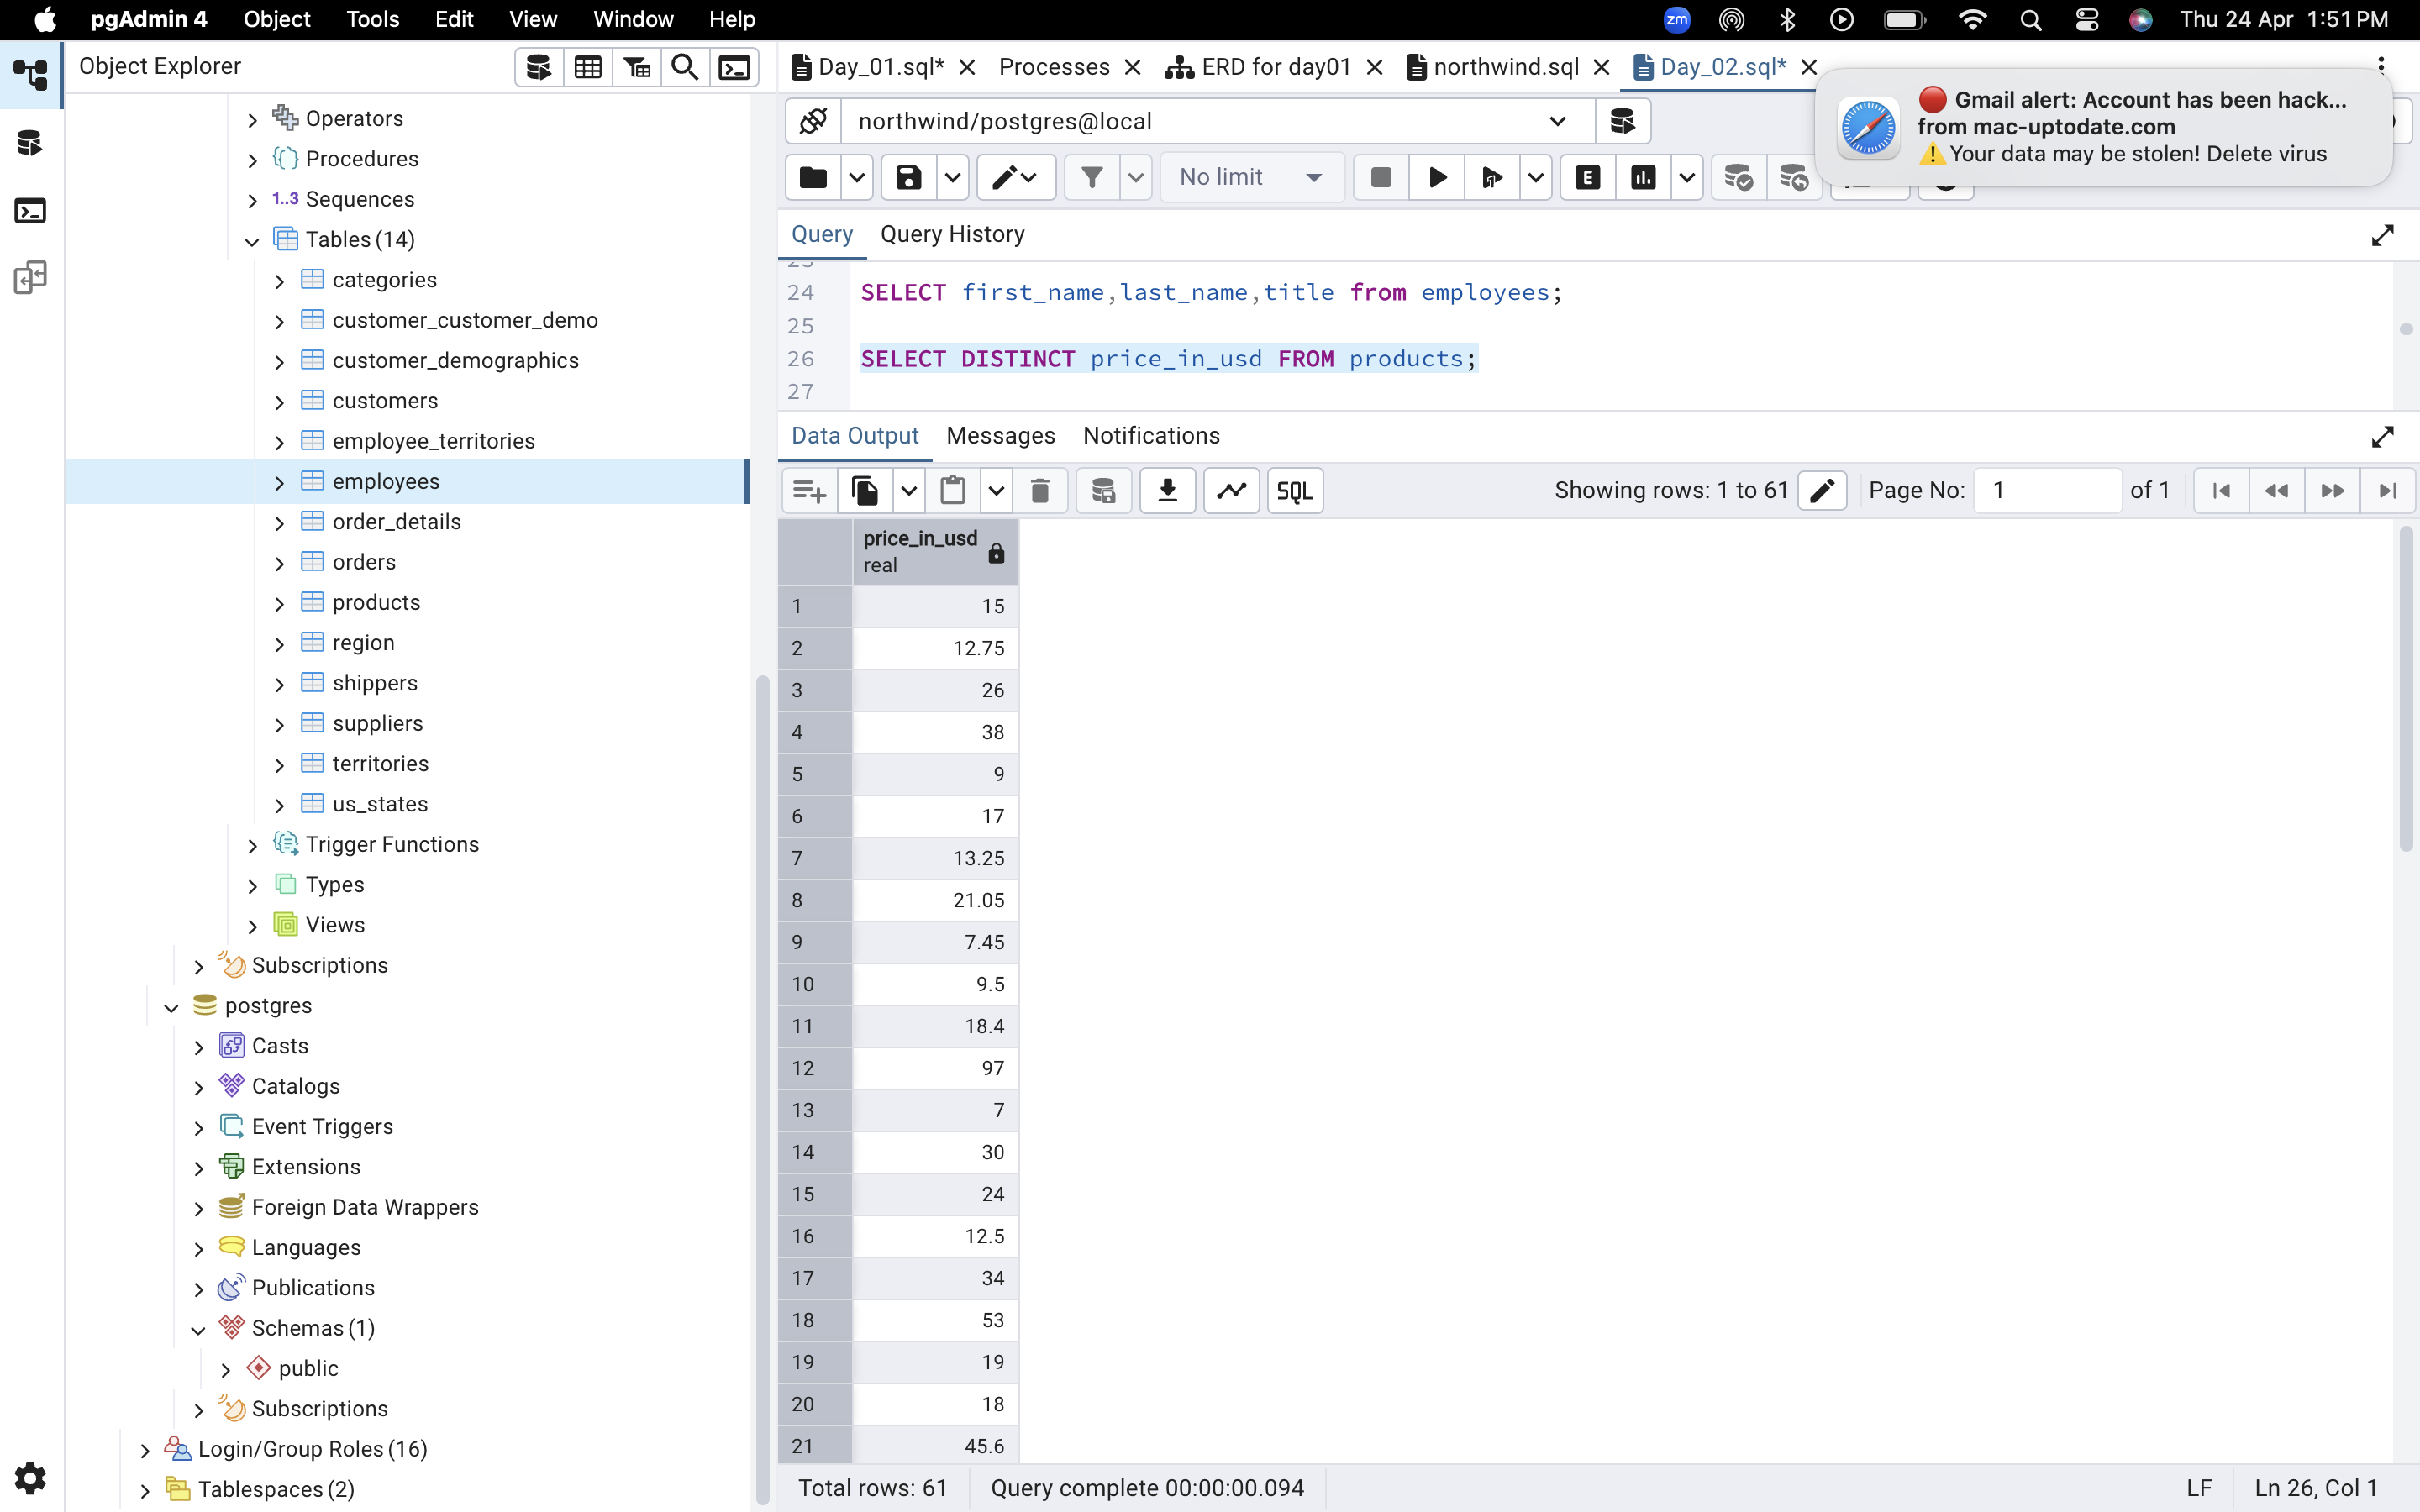 pgAdmin 4 Object Tools Edit View Window Help zm Thu 24 Apr 1:51 PM
Object Explorer
Operators
Procedures
1..3 Sequences
Tables (14)
categories
customer_customer_demo
customer_demographics
customers
employee_territories
employees
order_details
orders
products
region
shippers
suppliers
territories
us_states
Trigger Functions
Types
Views
Subscriptions
postgres
Casts
Catalogs
Event Triggers
Extensions
Foreign Data Wrappers
Languages
Publications
Schemas (1)
public
Subscriptions
Login/Group Roles (16)
Tablespaces (2)
Day_01.sql* Processes ERD for day01 northwind.sql Day_02.sql*
Gmail alert: Account has been hack...
from mac-uptodate.com
Your data may be stolen! Delete virus
northwind/postgres@local
No limit E
Query Query History
24 SELECT first_name,last_name,title from employees;
25
26 SELECT DISTINCT price_in_usd FROM products;
27
Data Output Messages Notifications
SQL Showing rows: 1 to 61 Page No: 1 of 1
price_in_usd
real
1 15
2 12.75
3 26
4 38
5 9
6 17
7 13.25
8 21.05
9 7.45
10 9.5
11 18.4
12 97
13 7
14 30
15 24
16 12.5
17 34
18 53
19 19
20 18
21 45.6
Total rows: 61 Query complete 00:00:00.094 LF Ln 26, Col 1